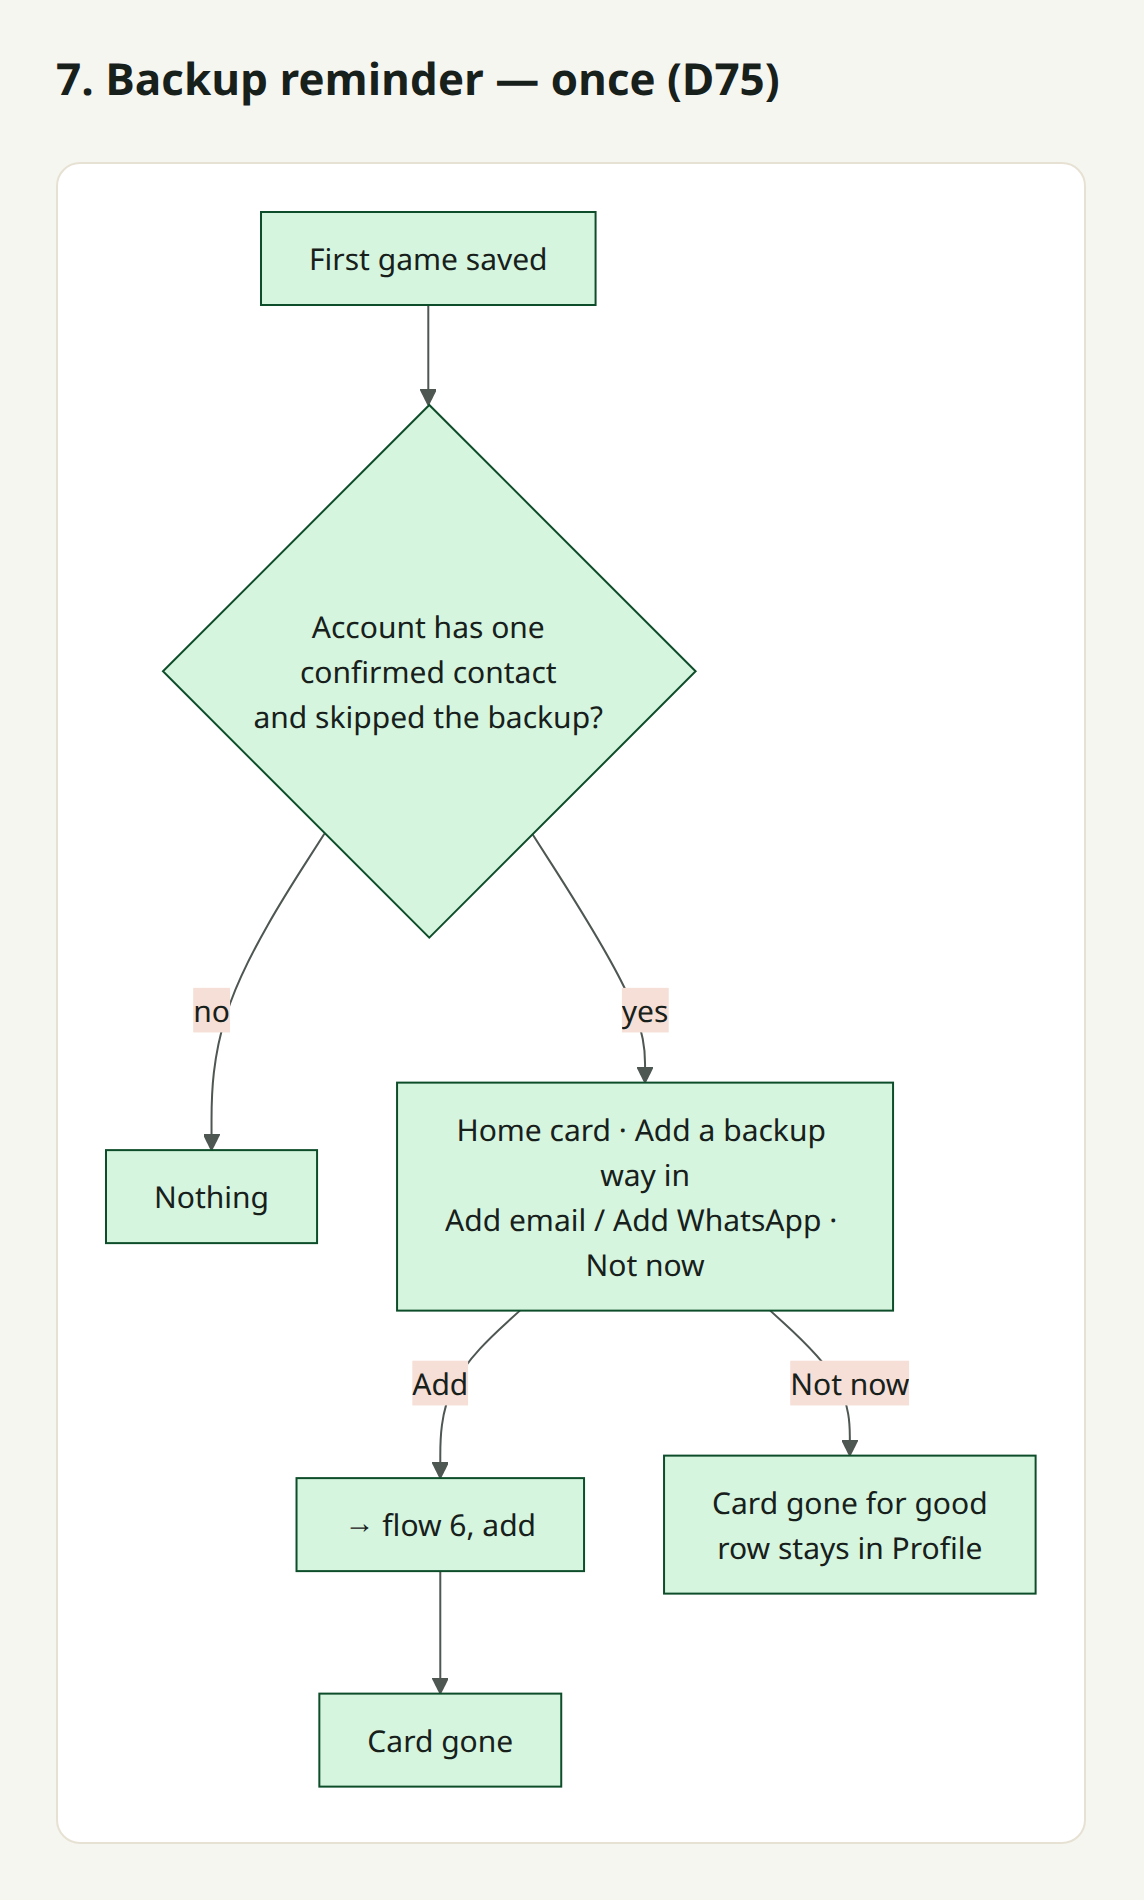 7. Backup reminder — once (D75)
First game saved
Account has one
confirmed contact
and skipped the backup?
no
yes
Nothing
Home card · Add a backup
way in
Add email / Add WhatsApp ·
Not now
Add
Not now
→ flow 6, add
Card gone for good
row stays in Profile
Card gone